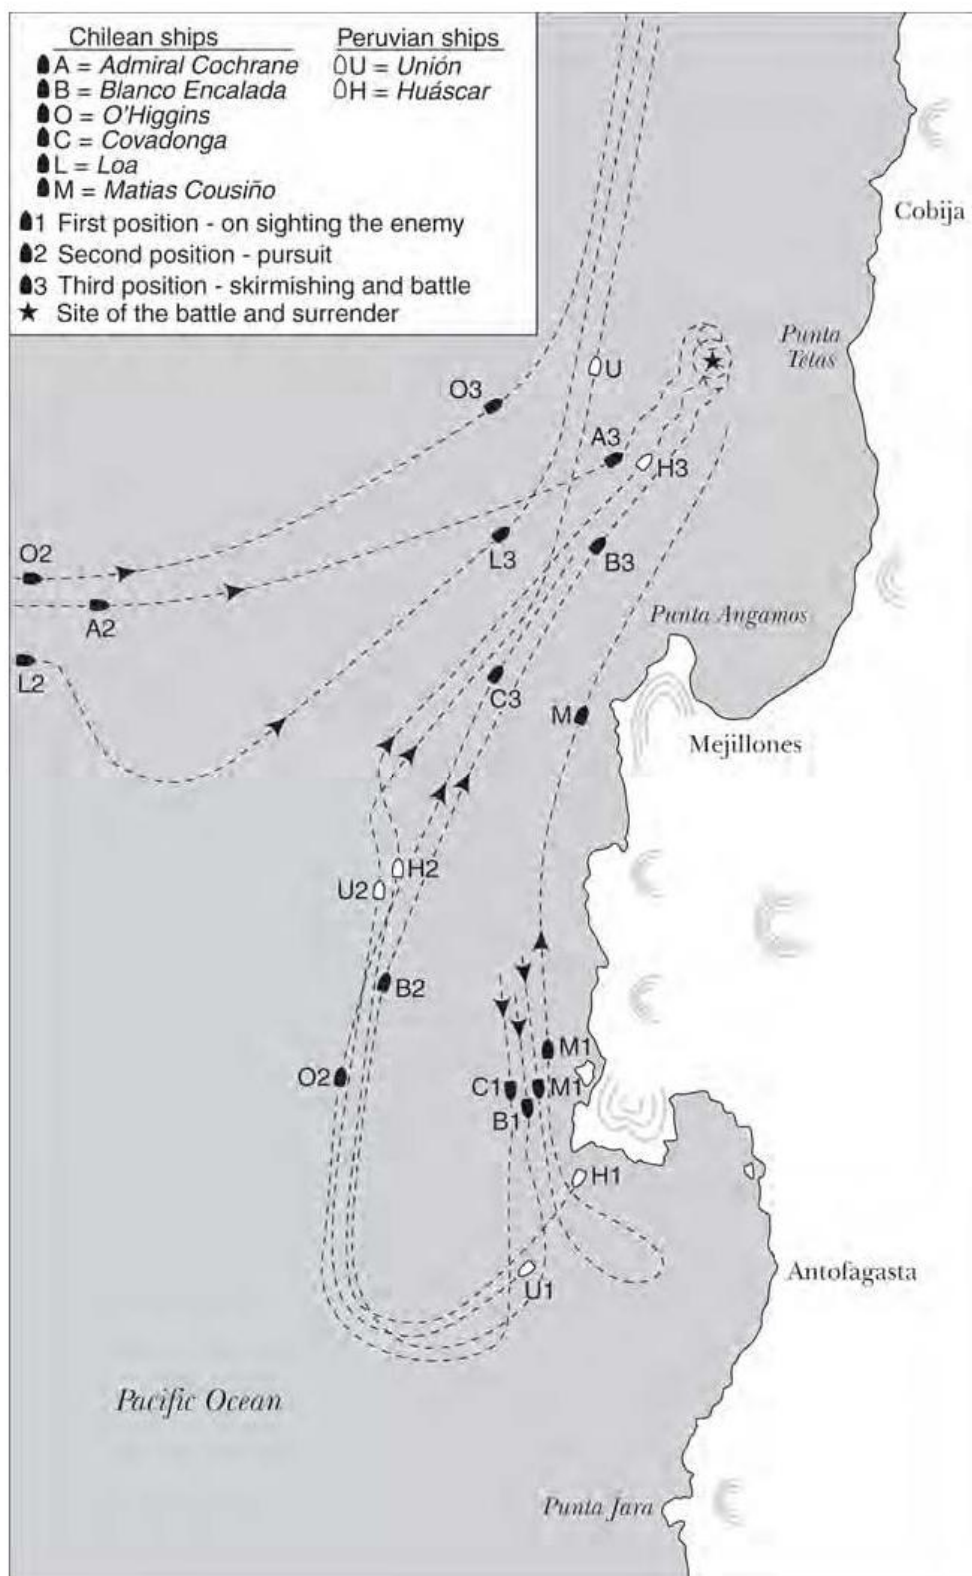 Chilean ships
A = Admiral Cochrane
B = Blanco Encalada
O = O'Higgins
C = Covadonga
L = Loa
M = Matias Cousiño
Peruvian ships
U = Unión
H = Huáscar
1 First position - on sighting the enemy
2 Second position - pursuit
3 Third position - skirmishing and battle
★ Site of the battle and surrender
Cobija
Punta
Tetas
U
O3
A3
H3
L3
B3
O2
A2
L2
Punta Angamos
C3
M
Mejillones
H2
U2
B2
O2
M1
C1
M1
B1
H1
U1
Antofagasta
Pacific Ocean
Punta Jara